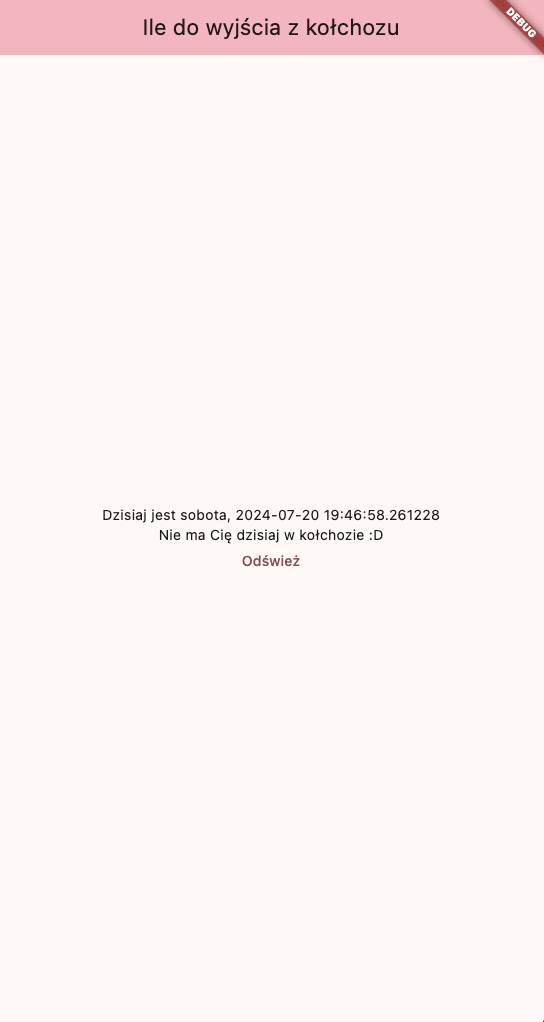 Ile do wyjścia z kołchozu
DEBUG
Dzisiaj jest sobota, 2024-07-20 19:46:58.261228
Nie ma Cię dzisiaj w kołchozie :D
Odśwież